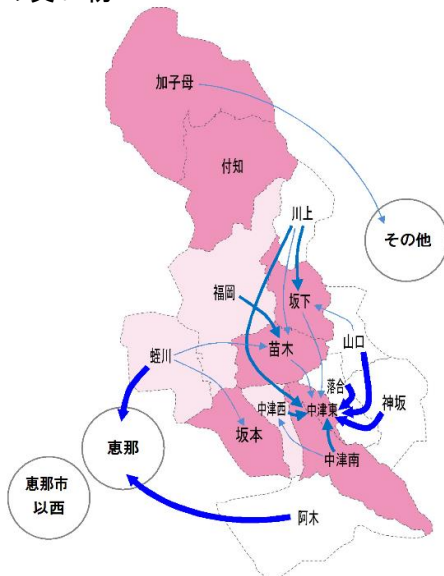 加子母
付知
川上
その他
福岡
坂下
山口
苗木
蛭川
落合
神坂
中津西
中津東
坂本
恵那
中津南
恵那市
以西
阿木